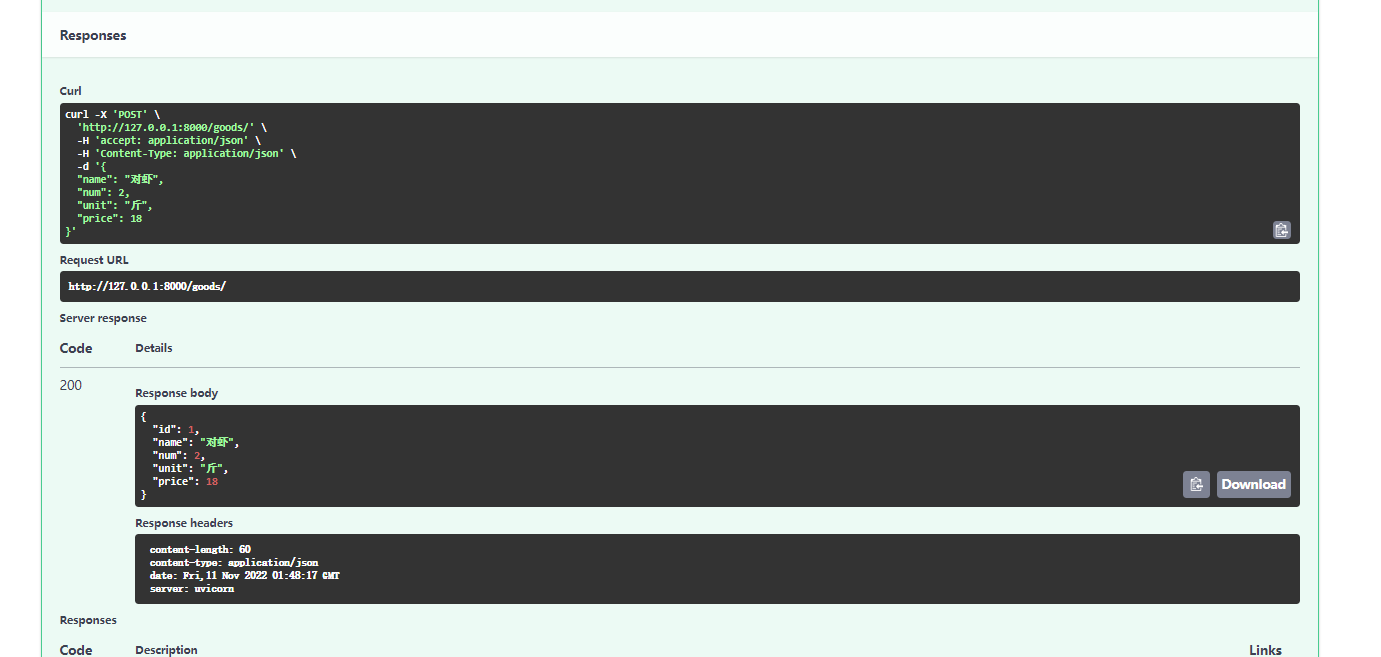 Responses
Curl
curl -X 'POST' \
  'http://127.0.0.1:8000/goods/' \
  -H 'accept: application/json' \
  -H 'Content-Type: application/json' \
  -d '{
  "name": "对虾",
  "num": 2,
  "unit": "斤",
  "price": 18
}'
Request URL
http://127.0.0.1:8000/goods/
Server response
Code Details
200
Response body
{
  "id": 1,
  "name": "对虾",
  "num": 2,
  "unit": "斤",
  "price": 18
}
Download
Response headers
content-length: 60
content-type: application/json
date: Fri,11 Nov 2022 01:48:17 GMT
server: uvicorn
Responses
Code Description Links